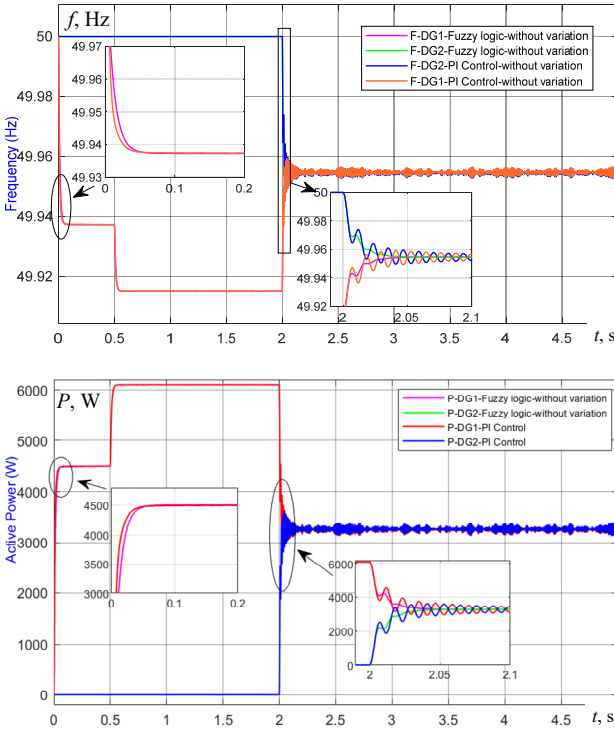 f, Hz
50
49.98
49.96
49.94
49.92
Frequency (Hz)
F-DG1-Fuzzy logic-without variation
F-DG2-Fuzzy logic-without variation
F-DG2-PI Control-without variation
F-DG1-PI Control-without variation
49.97
49.96
49.95
49.94
49.93
0 0.1 0.2
50.00
49.98
49.96
49.94
49.92
2 2.05 2.1
0 0.5 1 1.5 2 2.5 3 3.5 4 4.5
t, s
P, W
6000
5000
4000
3000
2000
1000
0
Active Power (W)
P-DG1-Fuzzy logic-without variation
P-DG2-Fuzzy logic-without variation
P-DG1-PI Control
P-DG2-PI Control
4500
4000
3500
3000
0 0.1 0.2
6000
4000
2000
0
2 2.05 2.1
0 0.5 1 1.5 2 2.5 3 3.5 4 4.5
t, s